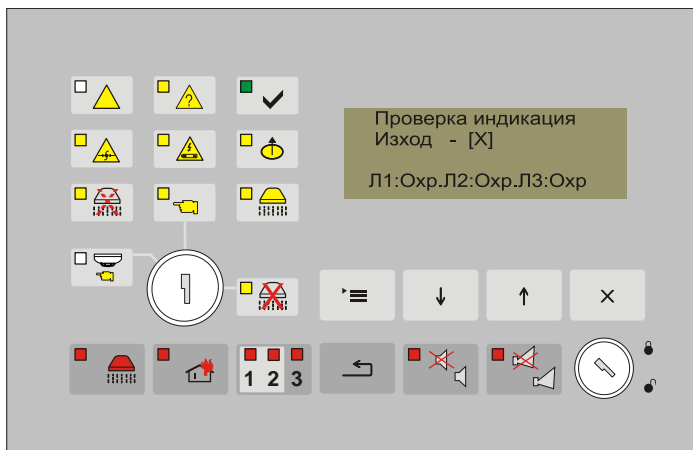 ?
Проверка индикация
Изход - [X]
Л1:Охр.Л2:Охр.Л3:Охр
1 2 3